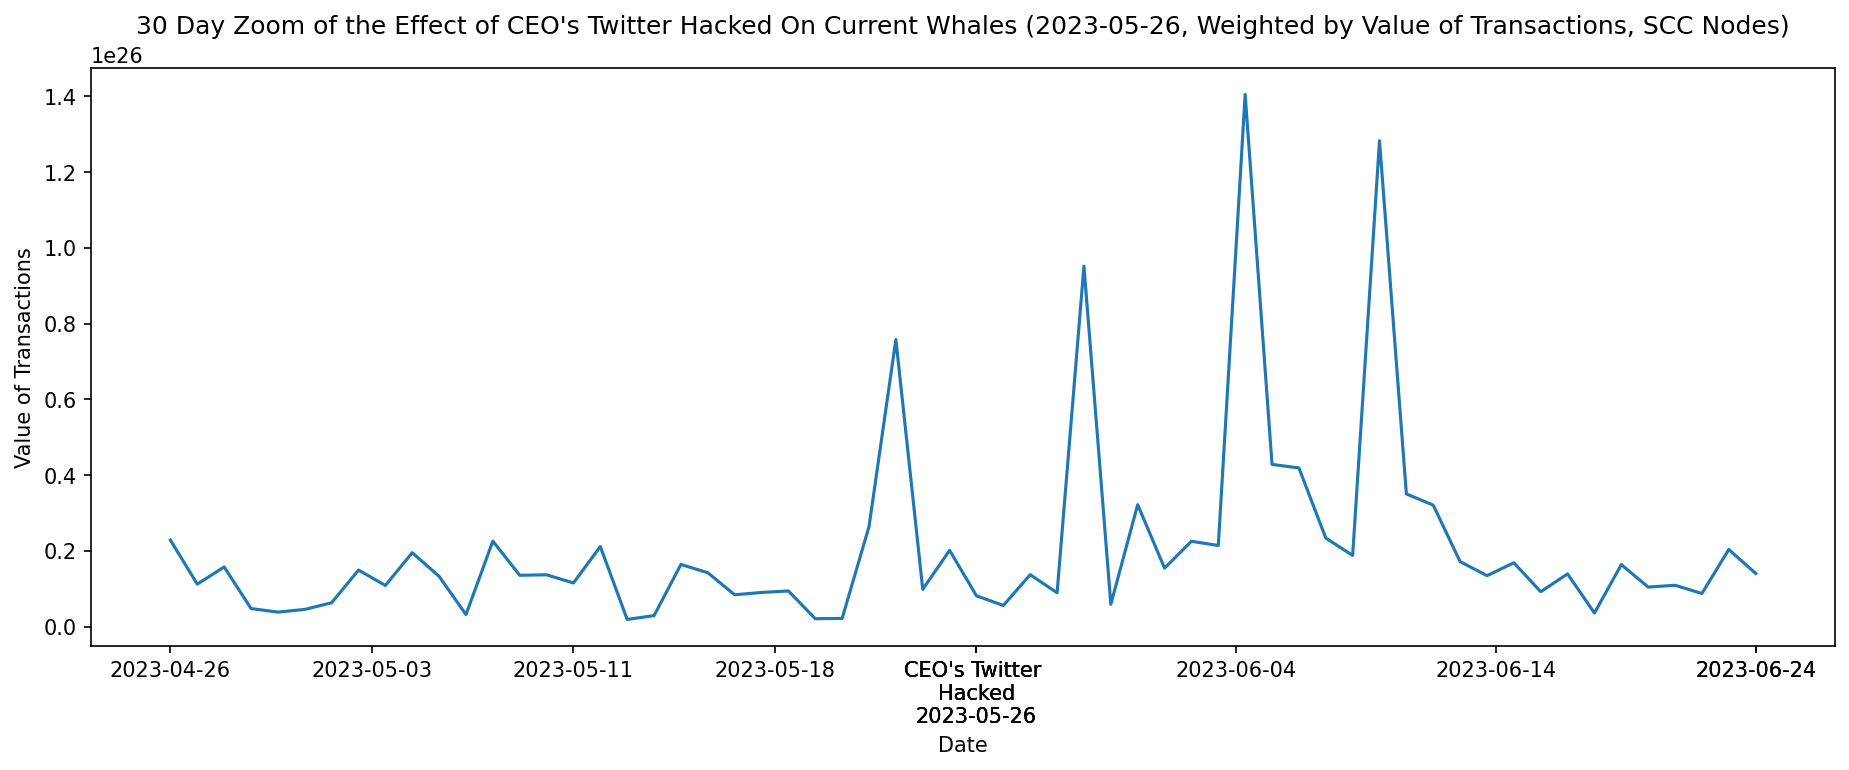 30 Day Zoom of the Effect of CEO's Twitter Hacked On Current Whales (2023-05-26, Weighted by Value of Transactions, SCC Nodes)
1e26
1.4
1.2
1.0
0.8
0.6
0.4
0.2
0.0
Value of Transactions
2023-04-26 2023-05-03 2023-05-11 2023-05-18 CEO's Twitter 2023-06-04 2023-06-14 2023-06-24
Hacked
2023-05-26
Date